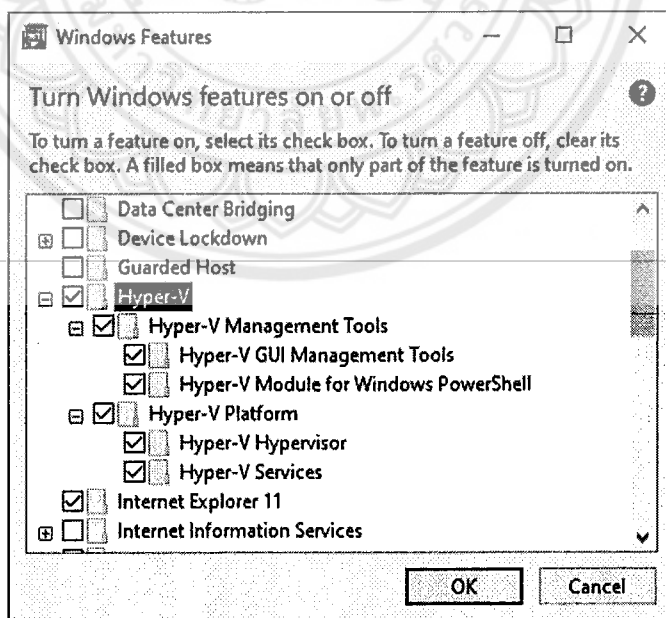 Windows Features
Turn Windows features on or off
To turn a feature on, select its check box. To turn a feature off, clear its
check box. A filled box means that only part of the feature is turned on.
Data Center Bridging
Device Lockdown
Guarded Host
Hyper-V
Hyper-V Management Tools
Hyper-V GUI Management Tools
Hyper-V Module for Windows PowerShell
Hyper-V Platform
Hyper-V Hypervisor
Hyper-V Services
Internet Explorer 11
Internet Information Services
OK
Cancel